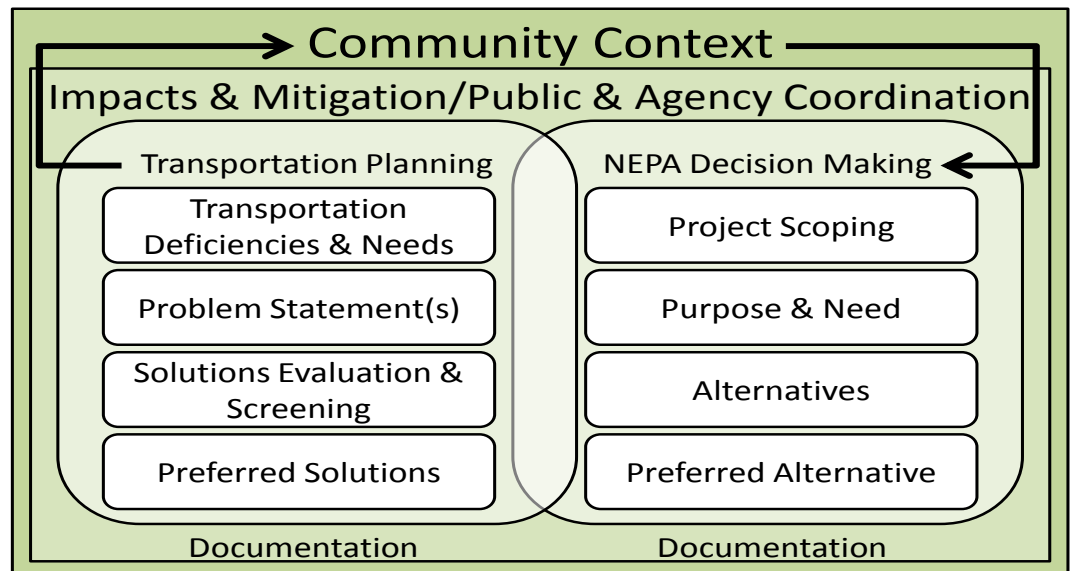 Community Context
Impacts & Mitigation/Public & Agency Coordination
Transportation Planning
Transportation
Deficiencies & Needs
Problem Statement(s)
Solutions Evaluation &
Screening
Preferred Solutions
Documentation
NEPA Decision Making
Project Scoping
Purpose & Need
Alternatives
Preferred Alternative
Documentation